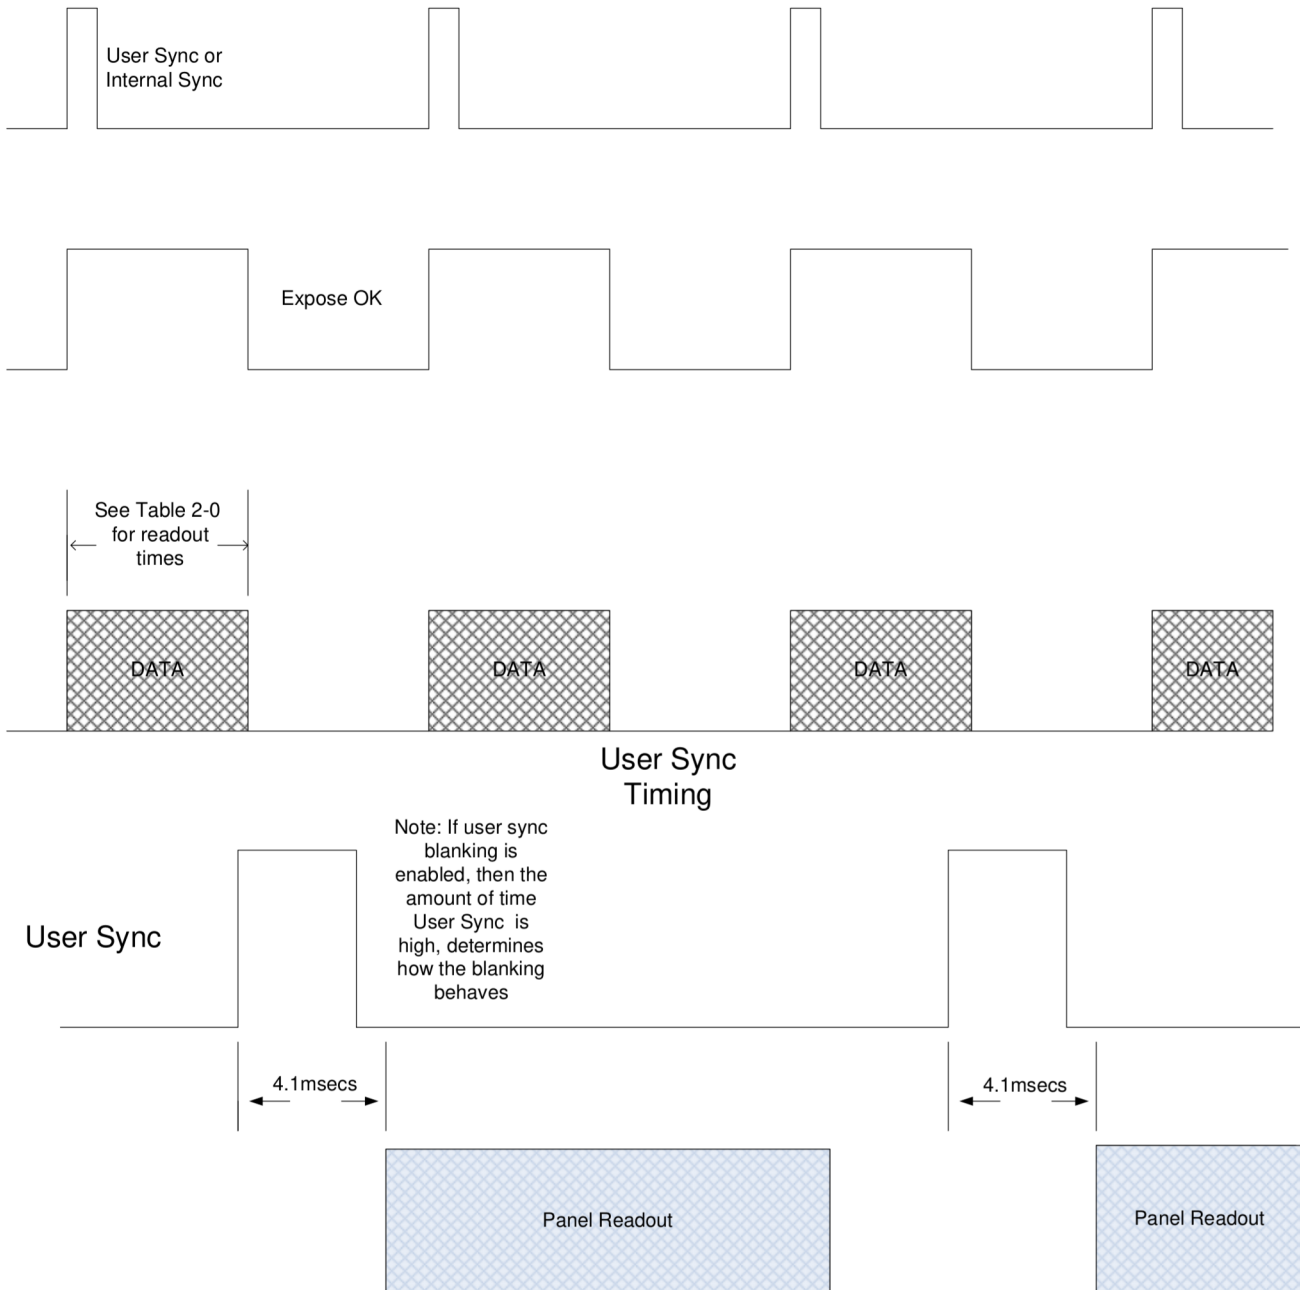 User Sync or
Internal Sync
Expose OK
See Table 2-0
for readout
times
DATA
DATA
DATA
DATA
User Sync
Timing
Note: If user sync
blanking is
enabled, then the
amount of time
User Sync is
high, determines
how the blanking
behaves
User Sync
4.1msecs
4.1msecs
Panel Readout
Panel Readout